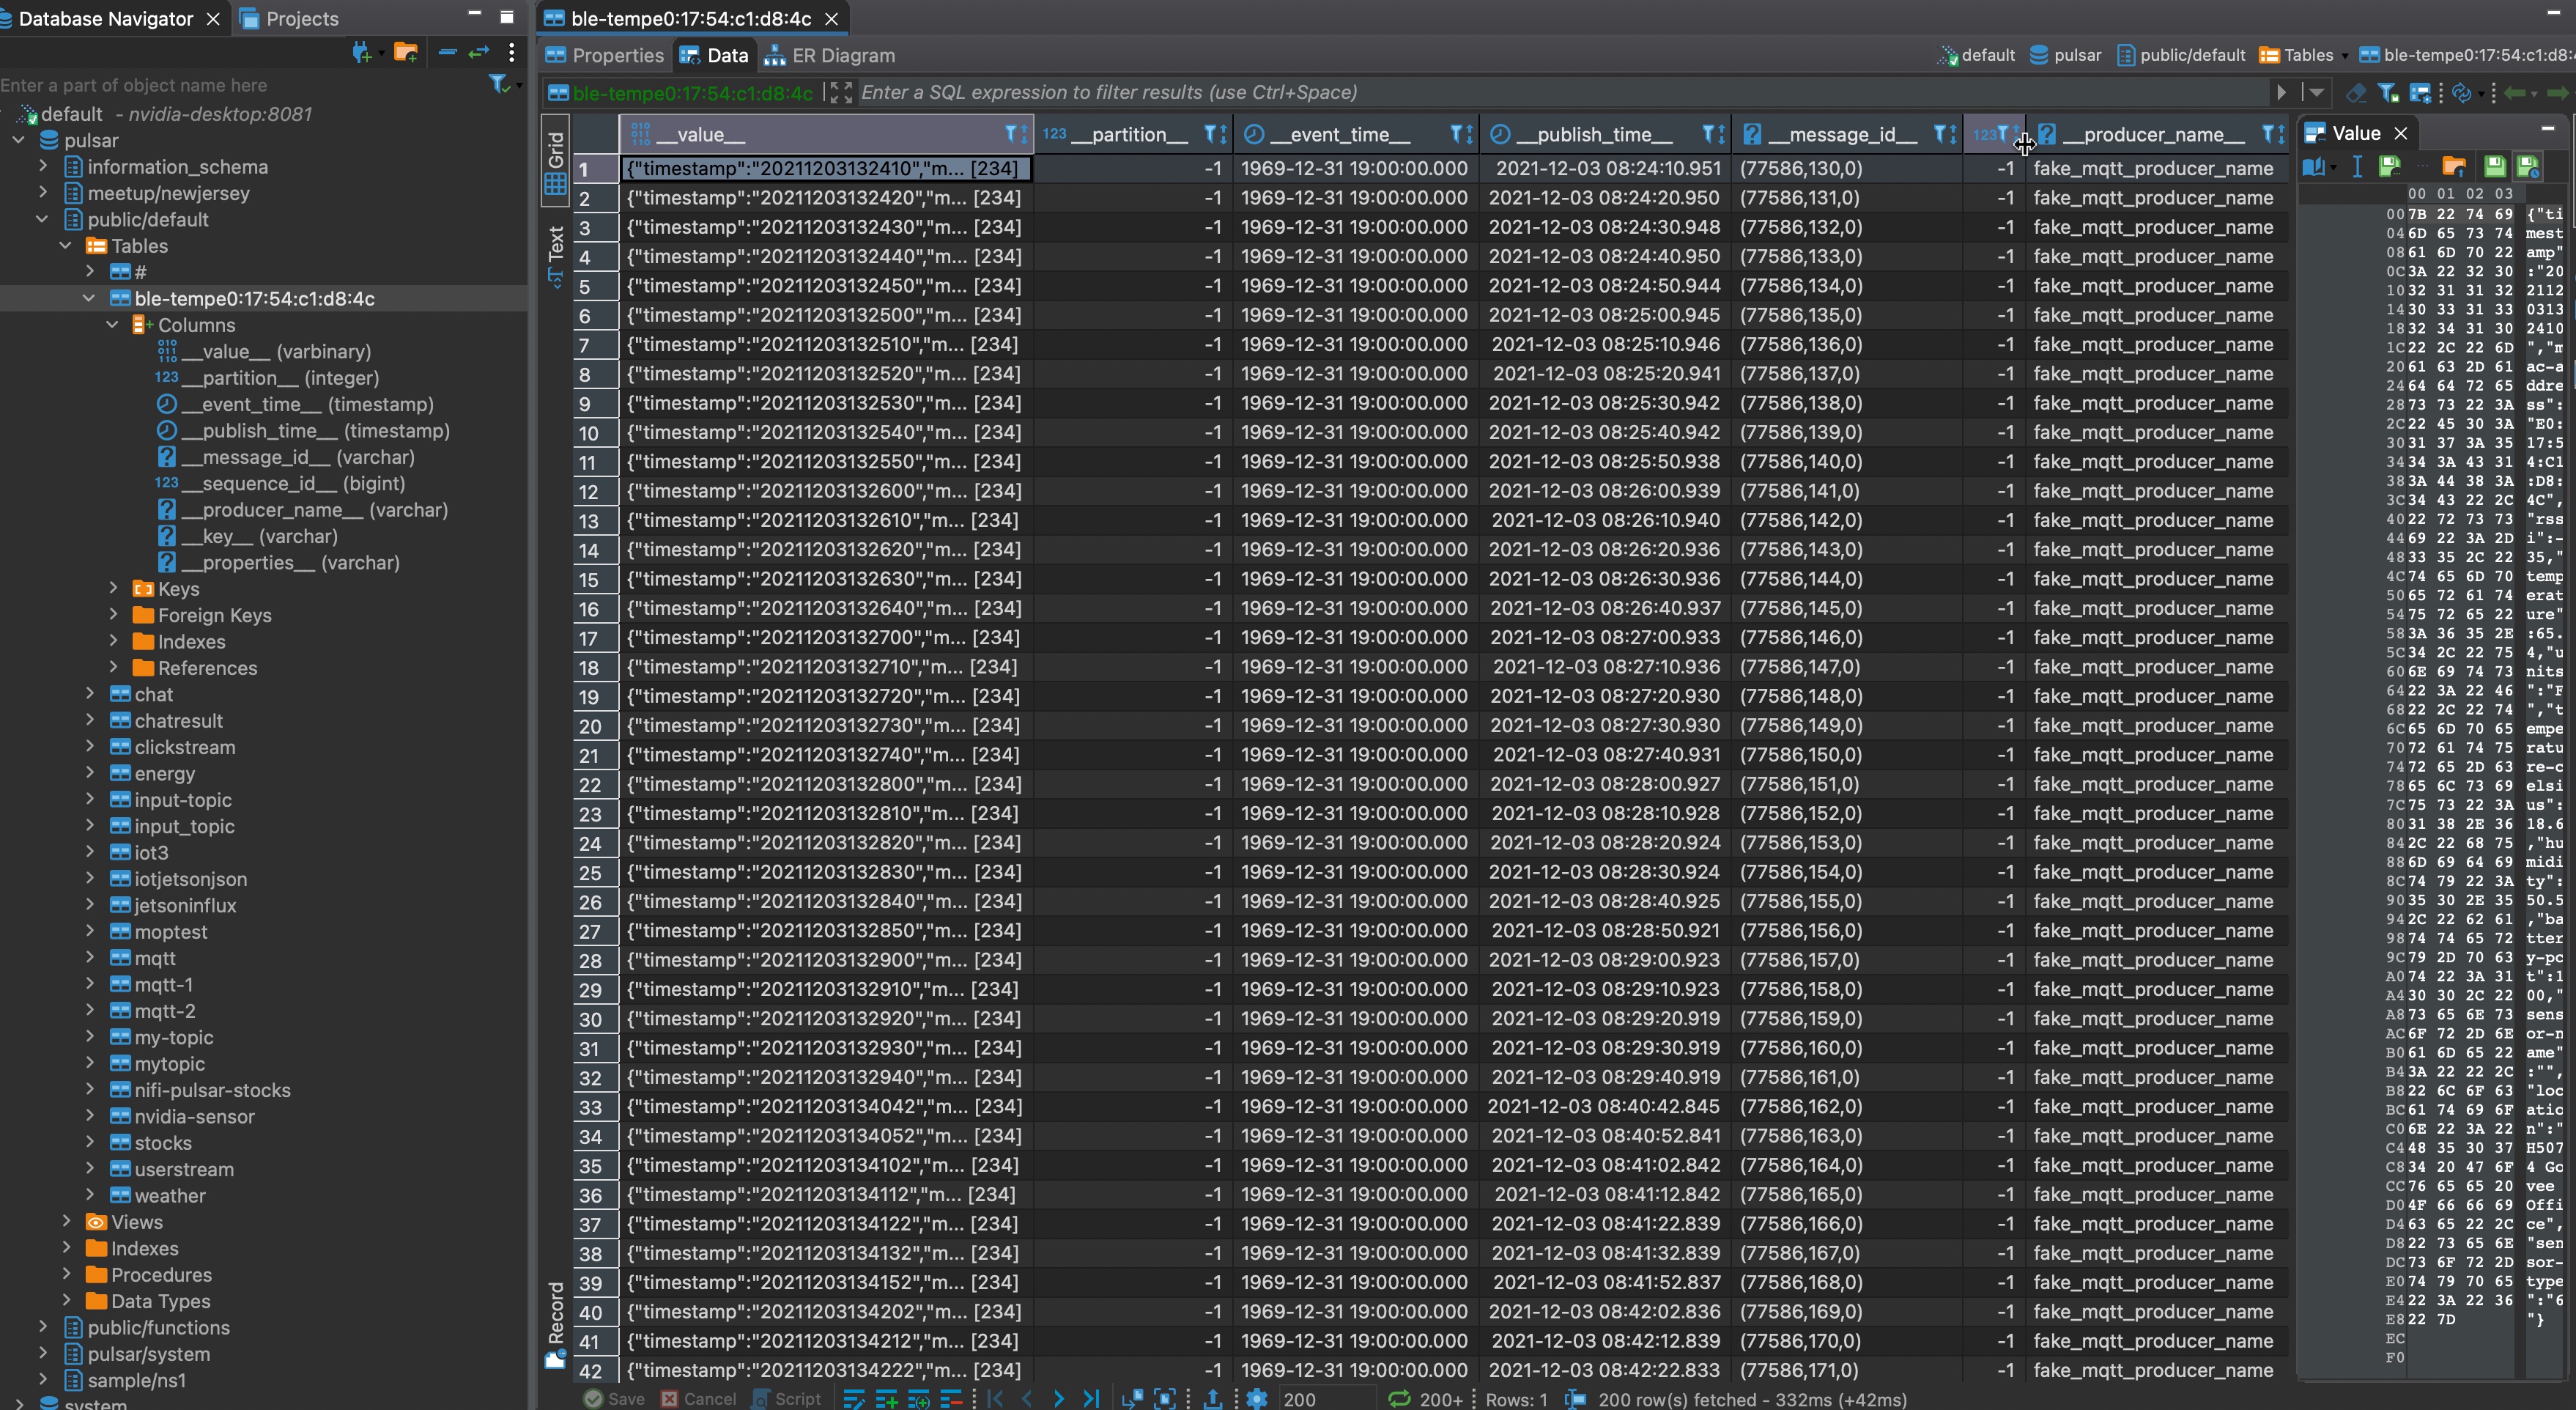 Database Navigator
Projects
Enter a part of object name here
default - nvidia-desktop:8081
pulsar
information_schema
meetup/newjersey
public/default
Tables
#
ble-tempe0:17:54:c1:d8:4c
Columns
__value__ (varbinary)
123 __partition__ (integer)
__event_time__ (timestamp)
__publish_time__ (timestamp)
__message_id__ (varchar)
123 __sequence_id__ (bigint)
__producer_name__ (varchar)
__key__ (varchar)
__properties__ (varchar)
Keys
Foreign Keys
Indexes
References
chat
chatresult
clickstream
energy
input-topic
input_topic
iot3
iotjetsonjson
jetsoninflux
moptest
mqtt
mqtt-1
mqtt-2
my-topic
mytopic
nifi-pulsar-stocks
nvidia-sensor
stocks
userstream
weather
Views
Indexes
Procedures
Data Types
public/functions
pulsar/system
sample/ns1
system
ble-tempe0:17:54:c1:d8:4c
Properties Data ER Diagram
default pulsar public/default Tables ble-tempe0:17:54:c1:d8:
ble-tempe0:17:54:c1:d8:4c Enter a SQL expression to filter results (use Ctrl+Space)
Grid
Text
Record
__value__ 123 __partition__ __event_time__ __publish_time__ __message_id__ 123 __producer_name__
1 {"timestamp":"20211203132410","m... [234] -1 1969-12-31 19:00:00.000 2021-12-03 08:24:10.951 (77586,130,0) -1 fake_mqtt_producer_name
2 {"timestamp":"20211203132420","m... [234] -1 1969-12-31 19:00:00.000 2021-12-03 08:24:20.950 (77586,131,0) -1 fake_mqtt_producer_name
3 {"timestamp":"20211203132430","m... [234] -1 1969-12-31 19:00:00.000 2021-12-03 08:24:30.948 (77586,132,0) -1 fake_mqtt_producer_name
4 {"timestamp":"20211203132440","m... [234] -1 1969-12-31 19:00:00.000 2021-12-03 08:24:40.950 (77586,133,0) -1 fake_mqtt_producer_name
5 {"timestamp":"20211203132450","m... [234] -1 1969-12-31 19:00:00.000 2021-12-03 08:24:50.944 (77586,134,0) -1 fake_mqtt_producer_name
6 {"timestamp":"20211203132500","m... [234] -1 1969-12-31 19:00:00.000 2021-12-03 08:25:00.945 (77586,135,0) -1 fake_mqtt_producer_name
7 {"timestamp":"20211203132510","m... [234] -1 1969-12-31 19:00:00.000 2021-12-03 08:25:10.946 (77586,136,0) -1 fake_mqtt_producer_name
8 {"timestamp":"20211203132520","m... [234] -1 1969-12-31 19:00:00.000 2021-12-03 08:25:20.941 (77586,137,0) -1 fake_mqtt_producer_name
9 {"timestamp":"20211203132530","m... [234] -1 1969-12-31 19:00:00.000 2021-12-03 08:25:30.942 (77586,138,0) -1 fake_mqtt_producer_name
10 {"timestamp":"20211203132540","m... [234] -1 1969-12-31 19:00:00.000 2021-12-03 08:25:40.942 (77586,139,0) -1 fake_mqtt_producer_name
11 {"timestamp":"20211203132550","m... [234] -1 1969-12-31 19:00:00.000 2021-12-03 08:25:50.938 (77586,140,0) -1 fake_mqtt_producer_name
12 {"timestamp":"20211203132600","m... [234] -1 1969-12-31 19:00:00.000 2021-12-03 08:26:00.939 (77586,141,0) -1 fake_mqtt_producer_name
13 {"timestamp":"20211203132610","m... [234] -1 1969-12-31 19:00:00.000 2021-12-03 08:26:10.940 (77586,142,0) -1 fake_mqtt_producer_name
14 {"timestamp":"20211203132620","m... [234] -1 1969-12-31 19:00:00.000 2021-12-03 08:26:20.936 (77586,143,0) -1 fake_mqtt_producer_name
15 {"timestamp":"20211203132630","m... [234] -1 1969-12-31 19:00:00.000 2021-12-03 08:26:30.936 (77586,144,0) -1 fake_mqtt_producer_name
16 {"timestamp":"20211203132640","m... [234] -1 1969-12-31 19:00:00.000 2021-12-03 08:26:40.937 (77586,145,0) -1 fake_mqtt_producer_name
17 {"timestamp":"20211203132700","m... [234] -1 1969-12-31 19:00:00.000 2021-12-03 08:27:00.933 (77586,146,0) -1 fake_mqtt_producer_name
18 {"timestamp":"20211203132710","m... [234] -1 1969-12-31 19:00:00.000 2021-12-03 08:27:10.936 (77586,147,0) -1 fake_mqtt_producer_name
19 {"timestamp":"20211203132720","m... [234] -1 1969-12-31 19:00:00.000 2021-12-03 08:27:20.930 (77586,148,0) -1 fake_mqtt_producer_name
20 {"timestamp":"20211203132730","m... [234] -1 1969-12-31 19:00:00.000 2021-12-03 08:27:30.930 (77586,149,0) -1 fake_mqtt_producer_name
21 {"timestamp":"20211203132740","m... [234] -1 1969-12-31 19:00:00.000 2021-12-03 08:27:40.931 (77586,150,0) -1 fake_mqtt_producer_name
22 {"timestamp":"20211203132800","m... [234] -1 1969-12-31 19:00:00.000 2021-12-03 08:28:00.927 (77586,151,0) -1 fake_mqtt_producer_name
23 {"timestamp":"20211203132810","m... [234] -1 1969-12-31 19:00:00.000 2021-12-03 08:28:10.928 (77586,152,0) -1 fake_mqtt_producer_name
24 {"timestamp":"20211203132820","m... [234] -1 1969-12-31 19:00:00.000 2021-12-03 08:28:20.924 (77586,153,0) -1 fake_mqtt_producer_name
25 {"timestamp":"20211203132830","m... [234] -1 1969-12-31 19:00:00.000 2021-12-03 08:28:30.924 (77586,154,0) -1 fake_mqtt_producer_name
26 {"timestamp":"20211203132840","m... [234] -1 1969-12-31 19:00:00.000 2021-12-03 08:28:40.925 (77586,155,0) -1 fake_mqtt_producer_name
27 {"timestamp":"20211203132850","m... [234] -1 1969-12-31 19:00:00.000 2021-12-03 08:28:50.921 (77586,156,0) -1 fake_mqtt_producer_name
28 {"timestamp":"20211203132900","m... [234] -1 1969-12-31 19:00:00.000 2021-12-03 08:29:00.923 (77586,157,0) -1 fake_mqtt_producer_name
29 {"timestamp":"20211203132910","m... [234] -1 1969-12-31 19:00:00.000 2021-12-03 08:29:10.923 (77586,158,0) -1 fake_mqtt_producer_name
30 {"timestamp":"20211203132920","m... [234] -1 1969-12-31 19:00:00.000 2021-12-03 08:29:20.919 (77586,159,0) -1 fake_mqtt_producer_name
31 {"timestamp":"20211203132930","m... [234] -1 1969-12-31 19:00:00.000 2021-12-03 08:29:30.919 (77586,160,0) -1 fake_mqtt_producer_name
32 {"timestamp":"20211203132940","m... [234] -1 1969-12-31 19:00:00.000 2021-12-03 08:29:40.919 (77586,161,0) -1 fake_mqtt_producer_name
33 {"timestamp":"20211203134042","m... [234] -1 1969-12-31 19:00:00.000 2021-12-03 08:40:42.845 (77586,162,0) -1 fake_mqtt_producer_name
34 {"timestamp":"20211203134052","m... [234] -1 1969-12-31 19:00:00.000 2021-12-03 08:40:52.841 (77586,163,0) -1 fake_mqtt_producer_name
35 {"timestamp":"20211203134102","m... [234] -1 1969-12-31 19:00:00.000 2021-12-03 08:41:02.842 (77586,164,0) -1 fake_mqtt_producer_name
36 {"timestamp":"20211203134112","m... [234] -1 1969-12-31 19:00:00.000 2021-12-03 08:41:12.842 (77586,165,0) -1 fake_mqtt_producer_name
37 {"timestamp":"20211203134122","m... [234] -1 1969-12-31 19:00:00.000 2021-12-03 08:41:22.839 (77586,166,0) -1 fake_mqtt_producer_name
38 {"timestamp":"20211203134132","m... [234] -1 1969-12-31 19:00:00.000 2021-12-03 08:41:32.839 (77586,167,0) -1 fake_mqtt_producer_name
39 {"timestamp":"20211203134152","m... [234] -1 1969-12-31 19:00:00.000 2021-12-03 08:41:52.837 (77586,168,0) -1 fake_mqtt_producer_name
40 {"timestamp":"20211203134202","m... [234] -1 1969-12-31 19:00:00.000 2021-12-03 08:42:02.836 (77586,169,0) -1 fake_mqtt_producer_name
41 {"timestamp":"20211203134212","m... [234] -1 1969-12-31 19:00:00.000 2021-12-03 08:42:12.839 (77586,170,0) -1 fake_mqtt_producer_name
42 {"timestamp":"20211203134222","m... [234] -1 1969-12-31 19:00:00.000 2021-12-03 08:42:22.833 (77586,171,0) -1 fake_mqtt_producer_name
Save Cancel Script 200 200+ Rows: 1 200 row(s) fetched - 332ms (+42ms)
Value
00 01 02 03
00 7B 22 74 69 {"ti
04 6D 65 73 74 mest
08 61 6D 70 22 amp"
0C 3A 22 32 30 :"20
10 32 31 31 32 2112
14 30 33 31 33 0313
18 32 34 31 30 2410
1C 22 2C 22 6D ","m
20 61 63 2D 61 ac-a
24 64 64 72 65 ddre
28 73 73 22 3A ss":
2C 22 45 30 3A "E0:
30 31 37 3A 35 17:5
34 34 3A 43 31 4:C1
38 3A 44 38 3A :D8:
3C 34 43 22 2C 4C",
40 22 72 73 73 "rss
44 69 22 3A 2D i":-
48 33 35 2C 22 35,"
4C 74 65 6D 70 temp
50 65 72 61 74 erat
54 75 72 65 22 ure"
58 3A 36 35 2E :65.
5C 34 2C 22 75 4,"u
60 6E 69 74 73 nits
64 22 3A 22 46 ":"F
68 22 2C 22 74 ","t
6C 65 6D 70 65 empe
70 72 61 74 75 ratu
74 72 65 2D 63 re-c
78 65 6C 73 69 elsi
7C 75 73 22 3A us":
80 31 38 2E 36 18.6
84 2C 22 68 75 ,"hu
88 6D 69 64 69 midi
8C 74 79 22 3A ty":
90 35 30 2E 35 50.5
94 2C 22 62 61 ,"ba
98 74 74 65 72 tter
9C 79 2D 70 63 y-pc
A0 74 22 3A 31 t":1
A4 30 30 2C 22 00,"
A8 73 65 6E 73 sens
AC 6F 72 2D 6E or-n
B0 61 6D 65 22 ame"
B4 3A 22 22 2C :"",
B8 22 6C 6F 63 "loc
BC 61 74 69 6F atio
C0 6E 22 3A 22 n":"
C4 48 35 30 37 H507
C8 34 20 47 6F 4 Go
CC 76 65 65 20 vee
D0 4F 66 66 69 Offi
D4 63 65 22 2C ce",
D8 22 73 65 6E "sen
DC 73 6F 72 2D sor-
E0 74 79 70 65 type
E4 22 3A 22 36 ":"6
E8 22 7D "}
EC
F0